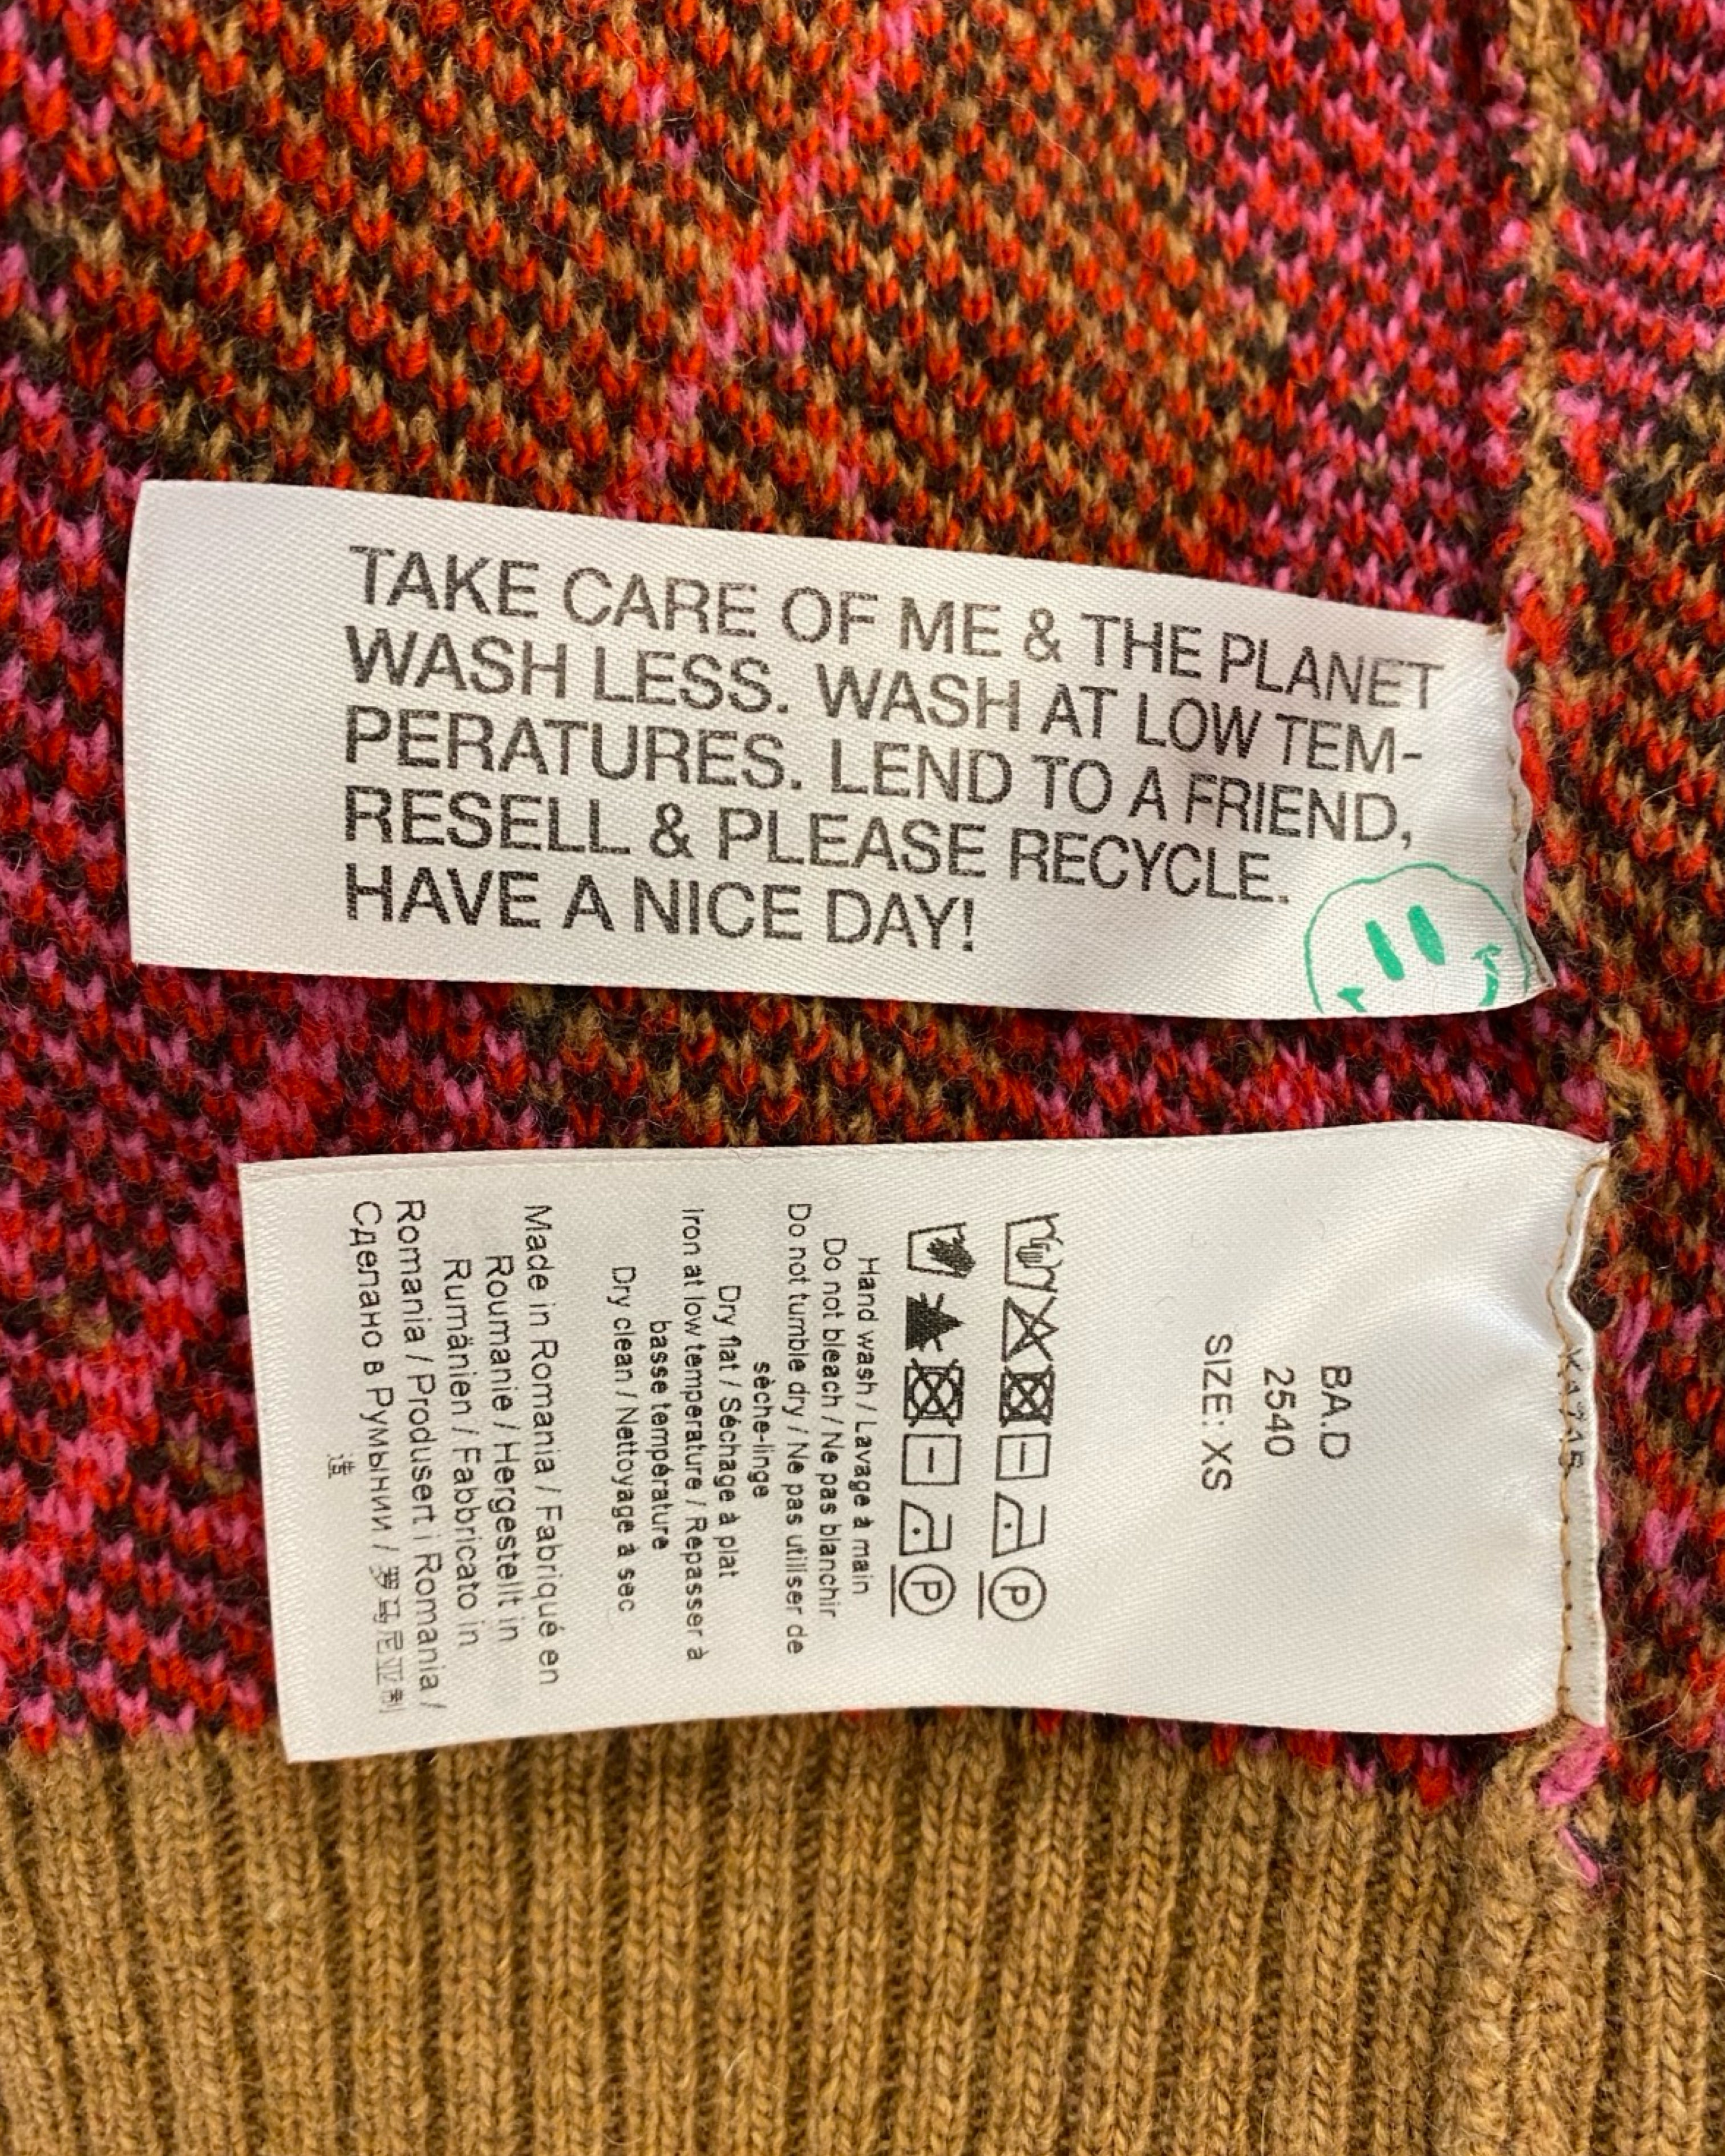 TAKE CARE OF ME & THE PLANET
WASH LESS. WASH AT LOW TEM-
PERATURES. LEND TO A FRIEND,
RESELL & PLEASE RECYCLE.
HAVE A NICE DAY!
BA.D
2540
SIZE: XS
P
P
Hand wash / Lavage à main
Do not bleach / Ne pas blanchir
Do not tumble dry / Ne pas utiliser de
sèche-linge
Dry flat / Séchage à plat
Iron at low temperature / Repasser à
basse température
Dry clean / Nettoyage à sec
Made in Romania / Fabriqué en
Roumanie / Hergestellt in
Rumänien / Fabbricato in
Romania / Produsert i Romania /
Сделано в Румынии / 罗马尼亚制
造